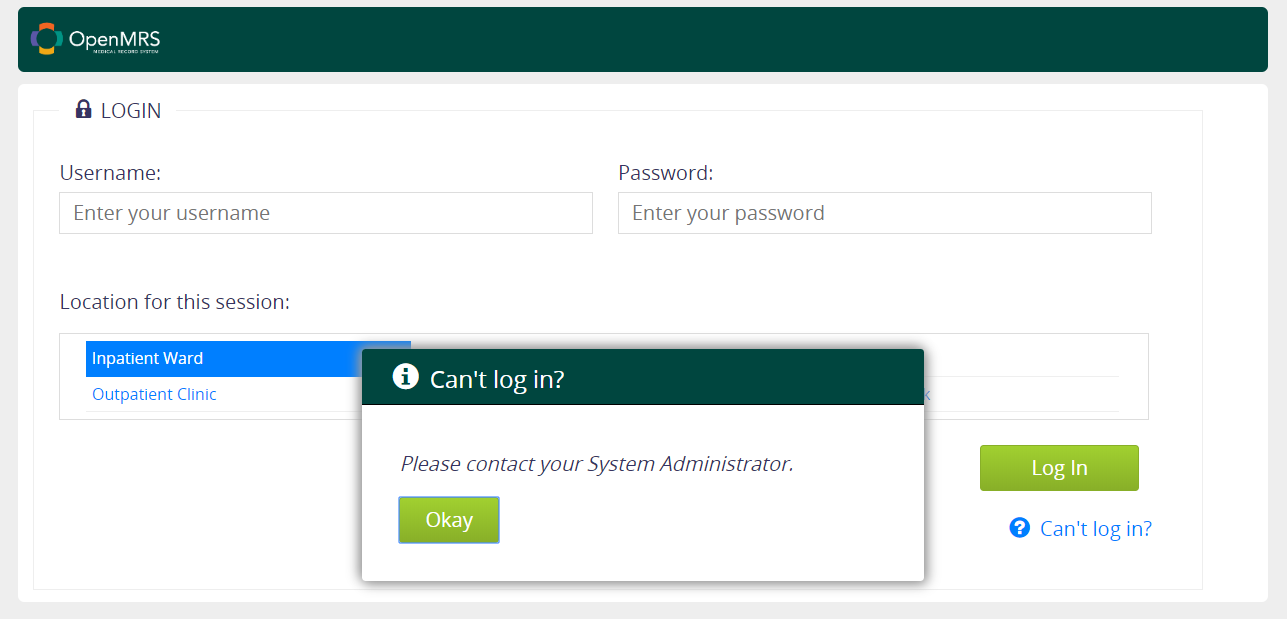 OpenMRS
MEDICAL RECORD SYSTEM
LOGIN
Username:
Password:
Enter your username
Enter your password
Location for this session:
Inpatient Ward
Outpatient Clinic
Can't log in?
Please contact your System Administrator.
Okay
Log In
Can't log in?